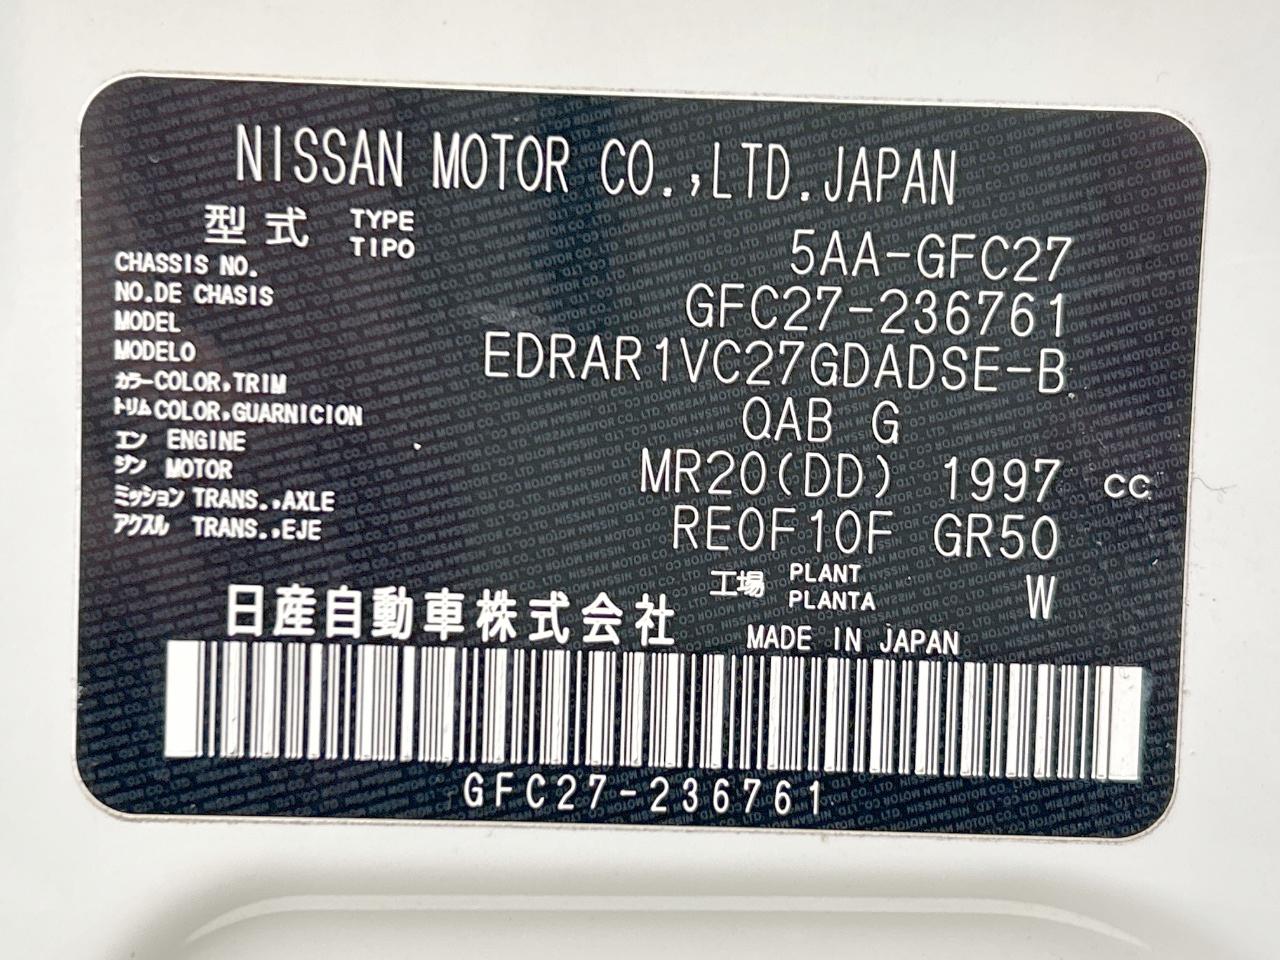 NISSAN MOTOR CO.,LTD.JAPAN
型式 TYPE TIPO 5AA-GFC27
CHASSIS NO.
NO.DE CHASIS GFC27-236761
MODEL
MODELO EDRAR1VC27GDADSE-B
カラー COLOR,TRIM
トリム COLOR,GUARNICION QAB G
エン ENGINE
ジン MOTOR MR20(DD) 1997 cc
ミッション TRANS.,AXLE
アクスル TRANS.,EJE RE0F10F GR50
工場 PLANT PLANTA W
日産自動車株式会社 MADE IN JAPAN
GFC27-236761